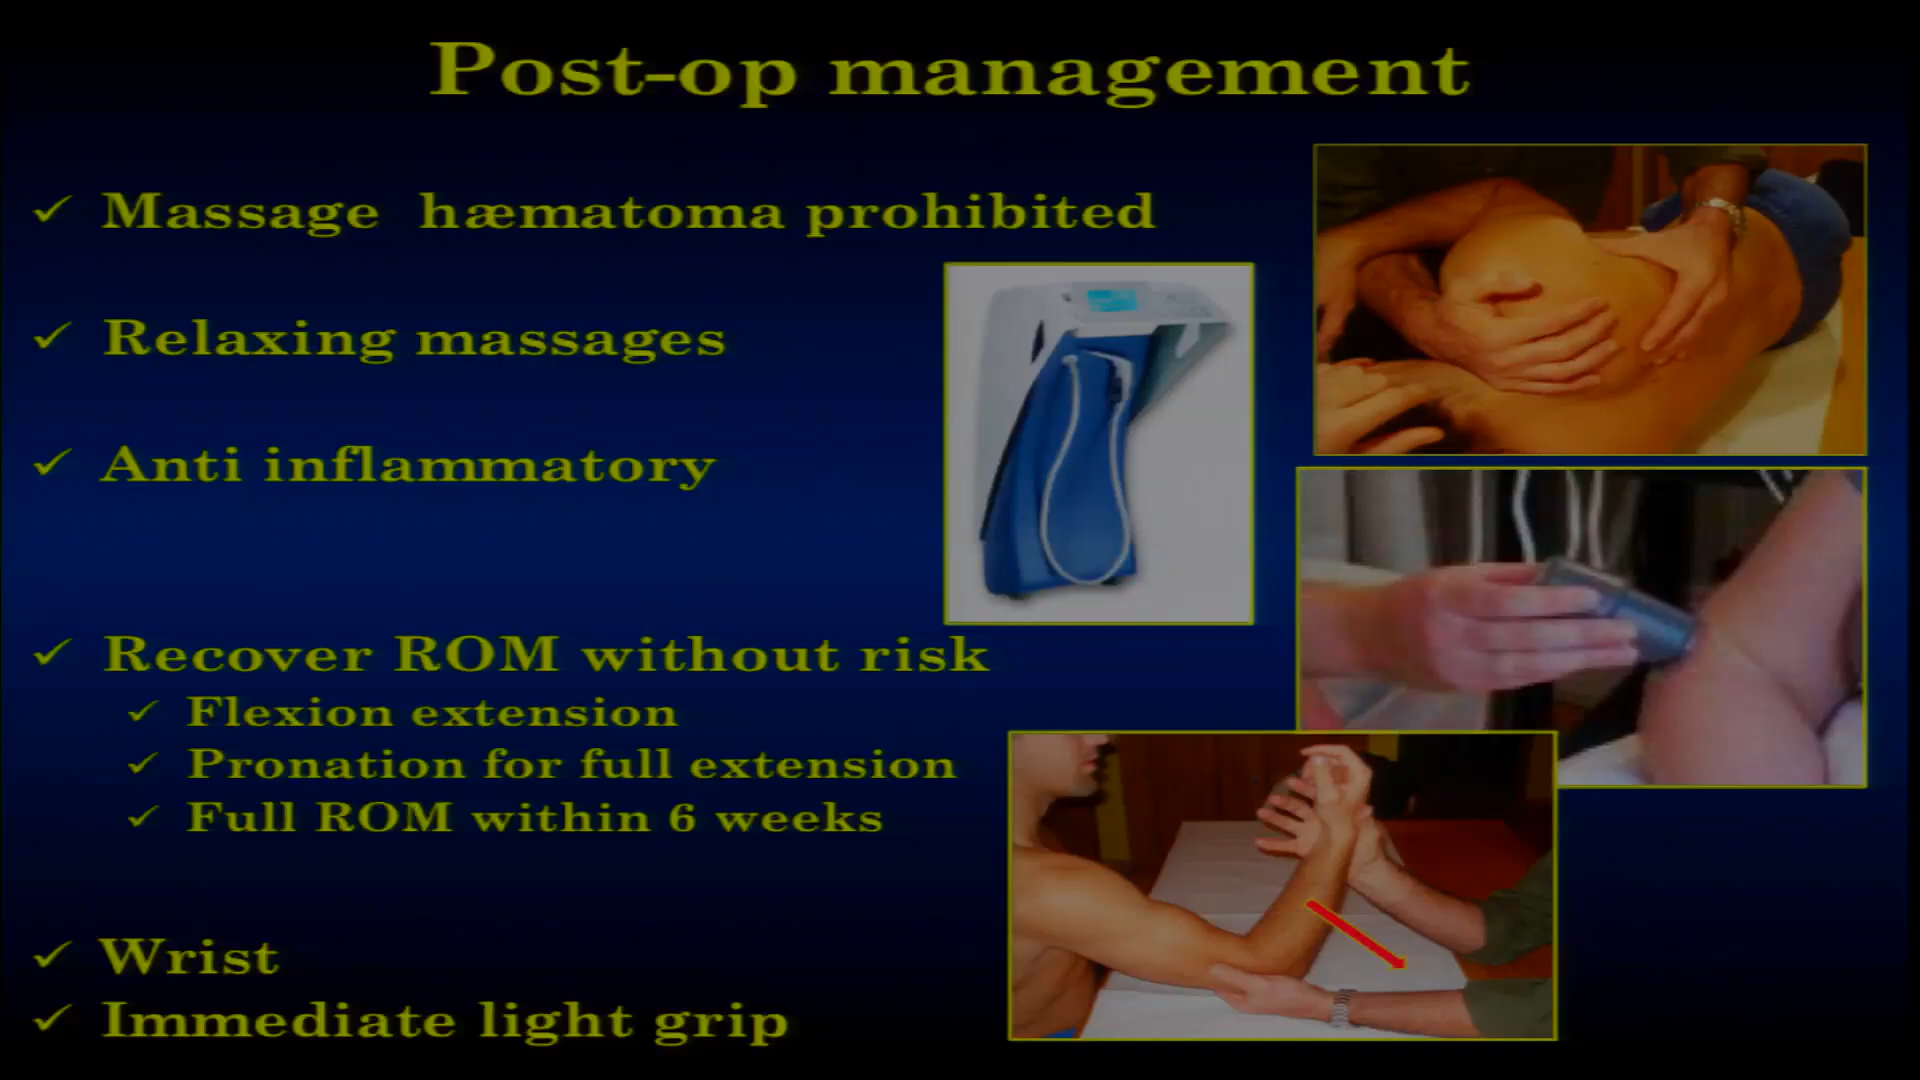 Post-op management
✓ Massage hæmatoma prohibited
✓ Relaxing massages
✓ Anti inflammatory
✓ Recover ROM without risk
✓ Flexion extension
✓ Pronation for full extension
✓ Full ROM within 6 weeks
✓ Wrist
✓ Immediate light grip